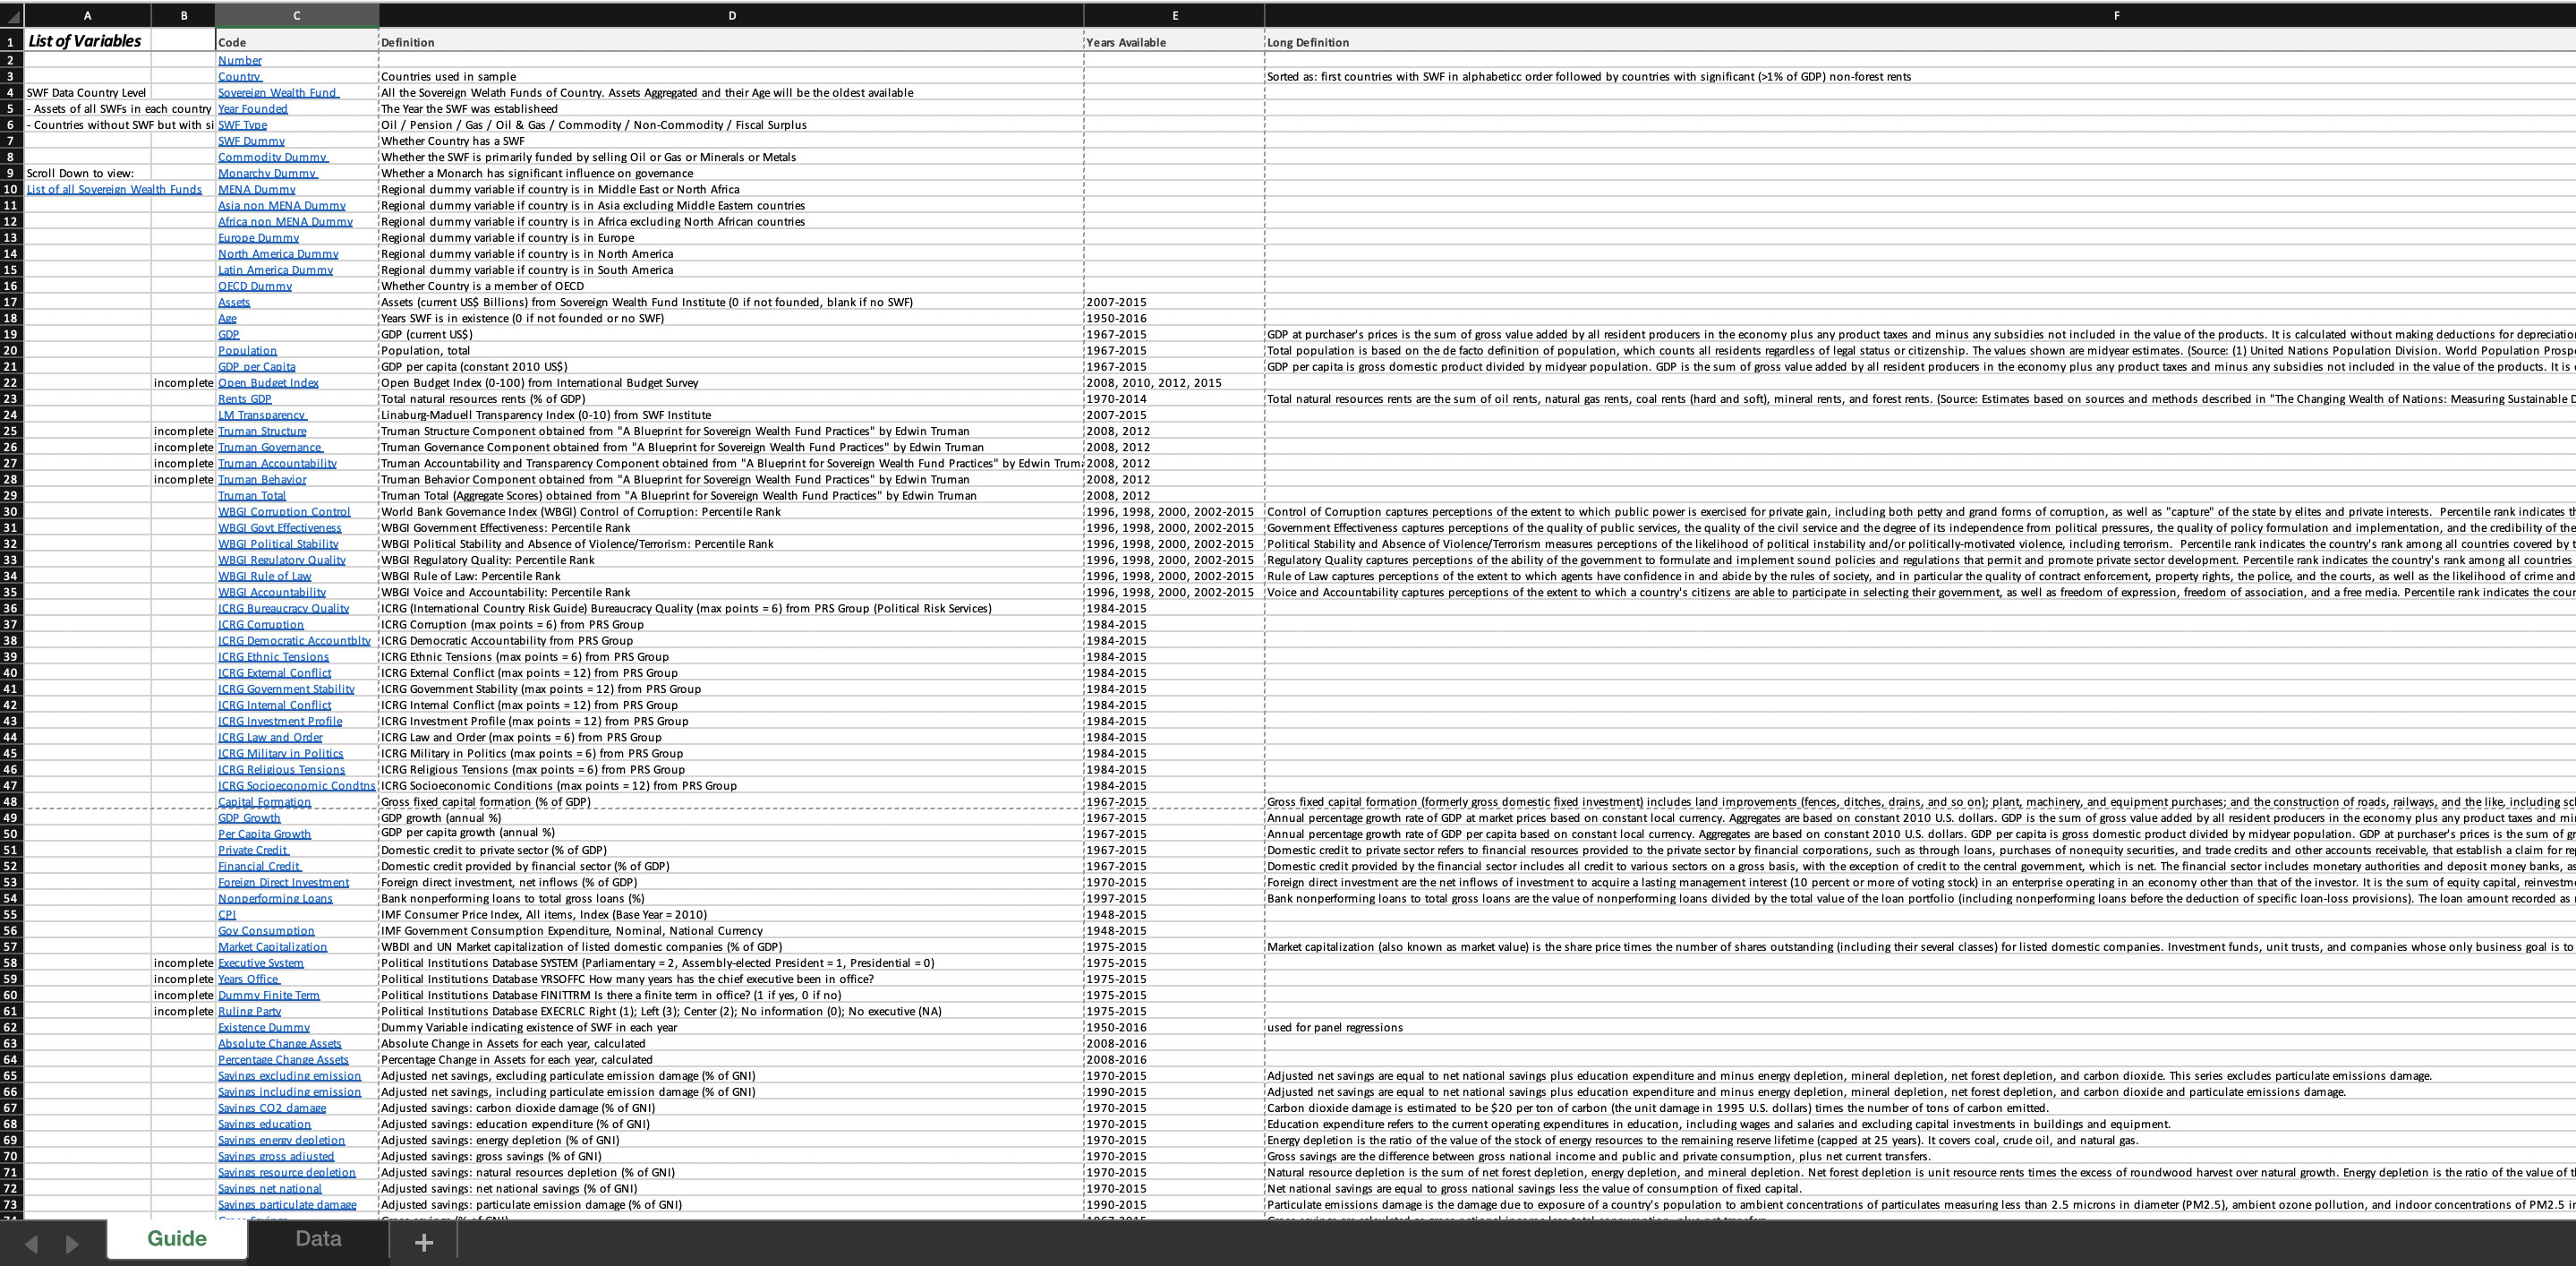 A B C D E F
1 List of Variables Code Definition Years Available Long Definition
2 Number
3 Country Countries used in sample Sorted as: first countries with SWF in alphabeticc order followed by countries with significant (>1% of GDP) non-forest rents
4 SWF Data Country Level Sovereign Wealth Fund All the Sovereign Welath Funds of Country. Assets Aggregated and their Age will be the oldest available
5 - Assets of all SWFs in each country Year Founded The Year the SWF was establisheed
6 - Countries without SWF but with si SWF Type Oil / Pension / Gas / Oil & Gas / Commodity / Non-Commodity / Fiscal Surplus
7 SWF Dummy Whether Country has a SWF
8 Commodity Dummy Whether the SWF is primarily funded by selling Oil or Gas or Minerals or Metals
9 Scroll Down to view: Monarchy Dummy Whether a Monarch has significant influence on governance
10 List of all Sovereign Wealth Funds MENA Dummy Regional dummy variable if country is in Middle East or North Africa
11 Asia non MENA Dummy Regional dummy variable if country is in Asia excluding Middle Eastern countries
12 Africa non MENA Dummy Regional dummy variable if country is in Africa excluding North African countries
13 Europe Dummy Regional dummy variable if country is in Europe
14 North America Dummy Regional dummy variable if country is in North America
15 Latin America Dummy Regional dummy variable if country is in South America
16 OECD Dummy Whether Country is a member of OECD
17 Assets Assets (current US$ Billions) from Sovereign Wealth Fund Institute (0 if not founded, blank if no SWF) 2007-2015
18 Age Years SWF is in existence (0 if not founded or no SWF) 1950-2016
19 GDP GDP (current US$) 1967-2015 GDP at purchaser's prices is the sum of gross value added by all resident producers in the economy plus any product taxes and minus any subsidies not included in the value of the products. It is calculated without making deductions for depreciatio
20 Population Population, total 1967-2015 Total population is based on the de facto definition of population, which counts all residents regardless of legal status or citizenship. The values shown are midyear estimates. (Source: (1) United Nations Population Division. World Population Prosp
21 GDP per Capita GDP per capita (constant 2010 US$) 1967-2015 GDP per capita is gross domestic product divided by midyear population. GDP is the sum of gross value added by all resident producers in the economy plus any product taxes and minus any subsidies not included in the value of the products. It is
22 incomplete Open Budget Index Open Budget Index (0-100) from International Budget Survey 2008, 2010, 2012, 2015
23 Rents GDP Total natural resources rents (% of GDP) 1970-2014 Total natural resources rents are the sum of oil rents, natural gas rents, coal rents (hard and soft), mineral rents, and forest rents. (Source: Estimates based on sources and methods described in "The Changing Wealth of Nations: Measuring Sustainable D
24 LM Transparency Linaburg-Maduell Transparency Index (0-10) from SWF Institute 2007-2015
25 incomplete Truman Structure Truman Structure Component obtained from "A Blueprint for Sovereign Wealth Fund Practices" by Edwin Truman 2008, 2012
26 incomplete Truman Governance Truman Governance Component obtained from "A Blueprint for Sovereign Wealth Fund Practices" by Edwin Truman 2008, 2012
27 incomplete Truman Accountability Truman Accountability and Transparency Component obtained from "A Blueprint for Sovereign Wealth Fund Practices" by Edwin Trum 2008, 2012
28 incomplete Truman Behavior Truman Behavior Component obtained from "A Blueprint for Sovereign Wealth Fund Practices" by Edwin Truman 2008, 2012
29 Truman Total Truman Total (Aggregate Scores) obtained from "A Blueprint for Sovereign Wealth Fund Practices" by Edwin Truman 2008, 2012
30 WBGI Corruption Control World Bank Governance Index (WBGI) Control of Corruption: Percentile Rank 1996, 1998, 2000, 2002-2015 Control of Corruption captures perceptions of the extent to which public power is exercised for private gain, including both petty and grand forms of corruption, as well as "capture" of the state by elites and private interests. Percentile rank indicates th
31 WBGI Govt Effectiveness WBGI Government Effectiveness: Percentile Rank 1996, 1998, 2000, 2002-2015 Government Effectiveness captures perceptions of the quality of public services, the quality of the civil service and the degree of its independence from political pressures, the quality of policy formulation and implementation, and the credibility of the
32 WBGI Political Stability WBGI Political Stability and Absence of Violence/Terrorism: Percentile Rank 1996, 1998, 2000, 2002-2015 Political Stability and Absence of Violence/Terrorism measures perceptions of the likelihood of political instability and/or politically-motivated violence, including terrorism. Percentile rank indicates the country's rank among all countries covered by t
33 WBGI Regulatory Quality WBGI Regulatory Quality: Percentile Rank 1996, 1998, 2000, 2002-2015 Regulatory Quality captures perceptions of the ability of the government to formulate and implement sound policies and regulations that permit and promote private sector development. Percentile rank indicates the country's rank among all countries
34 WBGI Rule of Law WBGI Rule of Law: Percentile Rank 1996, 1998, 2000, 2002-2015 Rule of Law captures perceptions of the extent to which agents have confidence in and abide by the rules of society, and in particular the quality of contract enforcement, property rights, the police, and the courts, as well as the likelihood of crime and
35 WBGI Accountability WBGI Voice and Accountability: Percentile Rank 1996, 1998, 2000, 2002-2015 Voice and Accountability captures perceptions of the extent to which a country's citizens are able to participate in selecting their government, as well as freedom of expression, freedom of association, and a free media. Percentile rank indicates the cour
36 ICRG Bureaucracy Quality ICRG (International Country Risk Guide) Bureaucracy Quality (max points = 6) from PRS Group (Political Risk Services) 1984-2015
37 ICRG Corruption ICRG Corruption (max points = 6) from PRS Group 1984-2015
38 ICRG Democratic Accountblty ICRG Democratic Accountability from PRS Group 1984-2015
39 ICRG Ethnic Tensions ICRG Ethnic Tensions (max points = 6) from PRS Group 1984-2015
40 ICRG External Conflict ICRG External Conflict (max points = 12) from PRS Group 1984-2015
41 ICRG Government Stability ICRG Government Stability (max points = 12) from PRS Group 1984-2015
42 ICRG Internal Conflict ICRG Internal Conflict (max points = 12) from PRS Group 1984-2015
43 ICRG Investment Profile ICRG Investment Profile (max points = 12) from PRS Group 1984-2015
44 ICRG Law and Order ICRG Law and Order (max points = 6) from PRS Group 1984-2015
45 ICRG Military in Politics ICRG Military in Politics (max points = 6) from PRS Group 1984-2015
46 ICRG Religious Tensions ICRG Religious Tensions (max points = 6) from PRS Group 1984-2015
47 ICRG Socioeconomic Condtns ICRG Socioeconomic Conditions (max points = 12) from PRS Group 1984-2015
48 Capital Formation Gross fixed capital formation (% of GDP) 1967-2015 Gross fixed capital formation (formerly gross domestic fixed investment) includes land improvements (fences, ditches, drains, and so on); plant, machinery, and equipment purchases; and the construction of roads, railways, and the like, including sc
49 GDP Growth GDP growth (annual %) 1967-2015 Annual percentage growth rate of GDP at market prices based on constant local currency. Aggregates are based on constant 2010 U.S. dollars. GDP is the sum of gross value added by all resident producers in the economy plus any product taxes and mi
50 Per Capita Growth GDP per capita growth (annual %) 1967-2015 Annual percentage growth rate of GDP per capita based on constant local currency. Aggregates are based on constant 2010 U.S. dollars. GDP per capita is gross domestic product divided by midyear population. GDP at purchaser's prices is the sum of gr
51 Private Credit Domestic credit to private sector (% of GDP) 1967-2015 Domestic credit to private sector refers to financial resources provided to the private sector by financial corporations, such as through loans, purchases of nonequity securities, and trade credits and other accounts receivable, that establish a claim for re
52 Financial Credit Domestic credit provided by financial sector (% of GDP) 1967-2015 Domestic credit provided by the financial sector includes all credit to various sectors on a gross basis, with the exception of credit to the central government, which is net. The financial sector includes monetary authorities and deposit money banks, as
53 Foreign Direct Investment Foreign direct investment, net inflows (% of GDP) 1970-2015 Foreign direct investment are the net inflows of investment to acquire a lasting management interest (10 percent or more of voting stock) in an enterprise operating in an economy other than that of the investor. It is the sum of equity capital, reinvestm
54 Nonperforming Loans Bank nonperforming loans to total gross loans (%) 1997-2015 Bank nonperforming loans to total gross loans are the value of nonperforming loans divided by the total value of the loan portfolio (including nonperforming loans before the deduction of specific loan-loss provisions). The loan amount recorded as
55 CPI IMF Consumer Price Index, All items, Index (Base Year = 2010) 1948-2015
56 Gov Consumption IMF Government Consumption Expenditure, Nominal, National Currency 1948-2015
57 Market Capitalization WBDI and UN Market capitalization of listed domestic companies (% of GDP) 1975-2015 Market capitalization (also known as market value) is the share price times the number of shares outstanding (including their several classes) for listed domestic companies. Investment funds, unit trusts, and companies whose only business goal is to
58 incomplete Executive System Political Institutions Database SYSTEM (Parliamentary = 2, Assembly-elected President = 1, Presidential = 0) 1975-2015
59 incomplete Years Office Political Institutions Database YRSOFFC How many years has the chief executive been in office? 1975-2015
60 incomplete Dummy Finite Term Political Institutions Database FINITTRM Is there a finite term in office? (1 if yes, 0 if no) 1975-2015
61 incomplete Ruling Party Political Institutions Database EXECRLC Right (1); Left (3); Center (2); No information (0); No executive (NA) 1975-2015
62 Existence Dummy Dummy Variable indicating existence of SWF in each year 1950-2016 used for panel regressions
63 Absolute Change Assets Absolute Change in Assets for each year, calculated 2008-2016
64 Percentage Change Assets Percentage Change in Assets for each year, calculated 2008-2016
65 Savings excluding emission Adjusted net savings, excluding particulate emission damage (% of GNI) 1970-2015 Adjusted net savings are equal to net national savings plus education expenditure and minus energy depletion, mineral depletion, net forest depletion, and carbon dioxide. This series excludes particulate emissions damage.
66 Savings including emission Adjusted net savings, including particulate emission damage (% of GNI) 1990-2015 Adjusted net savings are equal to net national savings plus education expenditure and minus energy depletion, mineral depletion, net forest depletion, and carbon dioxide and particulate emissions damage.
67 Savings CO2 damage Adjusted savings: carbon dioxide damage (% of GNI) 1970-2015 Carbon dioxide damage is estimated to be $20 per ton of carbon (the unit damage in 1995 U.S. dollars) times the number of tons of carbon emitted.
68 Savings education Adjusted savings: education expenditure (% of GNI) 1970-2015 Education expenditure refers to the current operating expenditures in education, including wages and salaries and excluding capital investments in buildings and equipment.
69 Savings energy depletion Adjusted savings: energy depletion (% of GNI) 1970-2015 Energy depletion is the ratio of the value of the stock of energy resources to the remaining reserve lifetime (capped at 25 years). It covers coal, crude oil, and natural gas.
70 Savings gross adjusted Adjusted savings: gross savings (% of GNI) 1970-2015 Gross savings are the difference between gross national income and public and private consumption, plus net current transfers.
71 Savings resource depletion Adjusted savings: natural resources depletion (% of GNI) 1970-2015 Natural resource depletion is the sum of net forest depletion, energy depletion, and mineral depletion. Net forest depletion is unit resource rents times the excess of roundwood harvest over natural growth. Energy depletion is the ratio of the value of t
72 Savings net national Adjusted savings: net national savings (% of GNI) 1970-2015 Net national savings are equal to gross national savings less the value of consumption of fixed capital.
73 Savings particulate damage Adjusted savings: particulate emission damage (% of GNI) 1990-2015 Particulate emissions damage is the damage due to exposure of a country's population to ambient concentrations of particulates measuring less than 2.5 microns in diameter (PM2.5), ambient ozone pollution, and indoor concentrations of PM2.5 i
Guide Data +